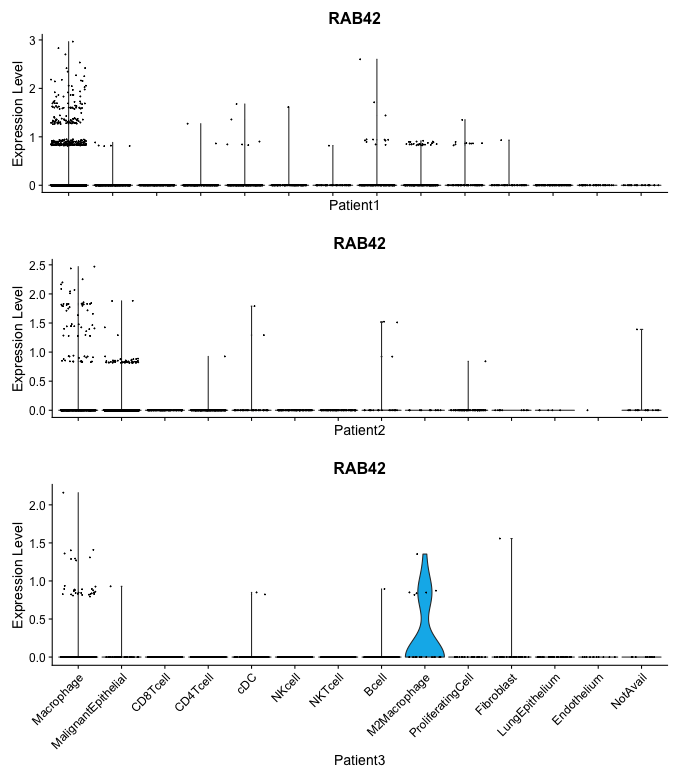 RAB42
Expression Level
3
2
1
0
Patient1
RAB42
Expression Level
2.5
2.0
1.5
1.0
0.5
0.0
Patient2
RAB42
Expression Level
2.0
1.5
1.0
0.5
0.0
Macrophage
MalignantEpithelial
CD8Tcell
CD4Tcell
cDC
NKcell
NKTcell
Bcell
M2Macrophage
ProliferatingCell
Fibroblast
LungEpithelium
Endothelium
NotAvail
Patient3